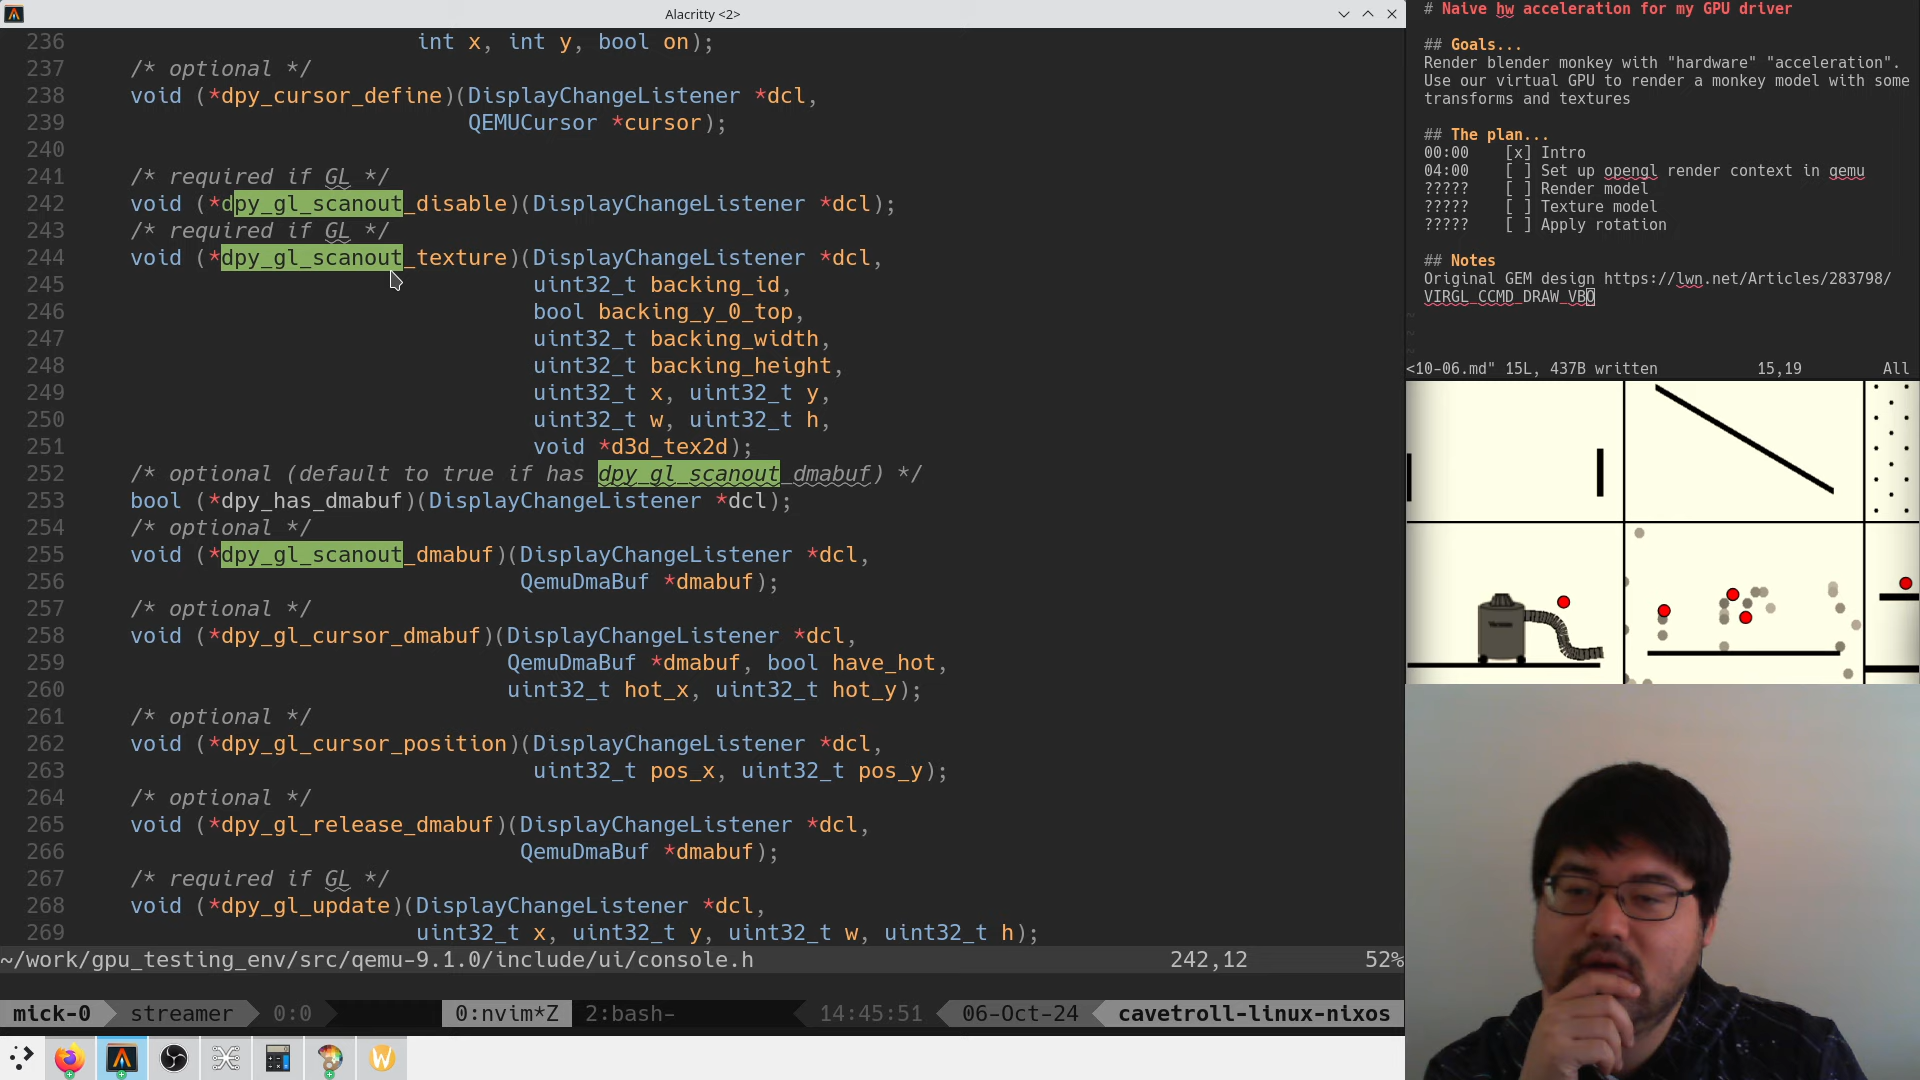 Alacritty <2>
236 int x, int y, bool on);
237 /* optional */
238 void (*dpy_cursor_define)(DisplayChangeListener *dcl,
239 QEMUCursor *cursor);
240
241 /* required if GL */
242 void (*dpy_gl_scanout_disable)(DisplayChangeListener *dcl);
243 /* required if GL */
244 void (*dpy_gl_scanout_texture)(DisplayChangeListener *dcl,
245 uint32_t backing_id,
246 bool backing_y_0_top,
247 uint32_t backing_width,
248 uint32_t backing_height,
249 uint32_t x, uint32_t y,
250 uint32_t w, uint32_t h,
251 void *d3d_tex2d);
252 /* optional (default to true if has dpy_gl_scanout_dmabuf) */
253 bool (*dpy_has_dmabuf)(DisplayChangeListener *dcl);
254 /* optional */
255 void (*dpy_gl_scanout_dmabuf)(DisplayChangeListener *dcl,
256 QemuDmaBuf *dmabuf);
257 /* optional */
258 void (*dpy_gl_cursor_dmabuf)(DisplayChangeListener *dcl,
259 QemuDmaBuf *dmabuf, bool have_hot,
260 uint32_t hot_x, uint32_t hot_y);
261 /* optional */
262 void (*dpy_gl_cursor_position)(DisplayChangeListener *dcl,
263 uint32_t pos_x, uint32_t pos_y);
264 /* optional */
265 void (*dpy_gl_release_dmabuf)(DisplayChangeListener *dcl,
266 QemuDmaBuf *dmabuf);
267 /* required if GL */
268 void (*dpy_gl_update)(DisplayChangeListener *dcl,
269 uint32_t x, uint32_t y, uint32_t w, uint32_t h);
~/work/gpu_testing_env/src/qemu-9.1.0/include/ui/console.h 242,12 52%
mick-0 streamer 0:0 0:nvim*Z 2:bash- 14:45:51 06-Oct-24 cavetroll-linux-nixos
# Naive hw acceleration for my GPU driver
## Goals...
Render blender monkey with "hardware" "acceleration".
Use our virtual GPU to render a monkey model with some
transforms and textures
## The plan...
00:00 [x] Intro
04:00 [ ] Set up opengl render context in qemu
????? [ ] Render model
????? [ ] Texture model
????? [ ] Apply rotation
## Notes
Original GEM design https://lwn.net/Articles/283798/
VIRGL_CCMD_DRAW_VBO
~
~
~
<10-06.md" 15L, 437B written 15,19 All